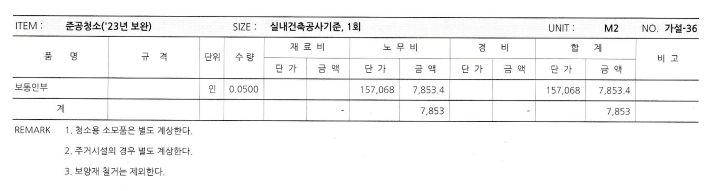 ITEM : 준공청소('23년 보완) SIZE : 실내건축공사기준, 1회 UNIT : M2 NO. 가설-36
품 명 규 격 단위 수 량 재 료 비 노 무 비 경 비 합 계 비 고
단 가 금 액 단 가 금 액 단 가 금 액 단 가 금 액
보통인부 인 0.0500 157,068 7,853.4 157,068 7,853.4
계 - 7,853 - 7,853
REMARK 1. 청소용 소모품은 별도 계상한다.
2. 주거시설의 경우 별도 계상한다.
3. 보양재 철거는 제외한다.